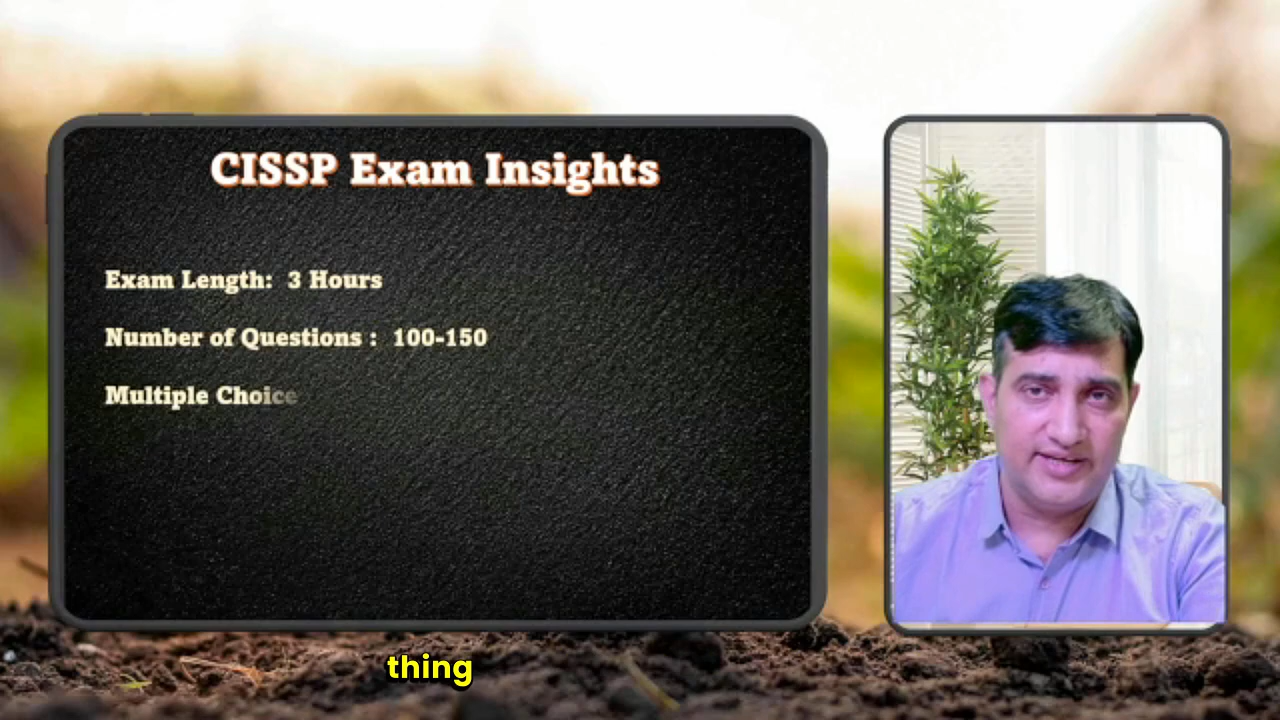 CISSP Exam Insights
Exam Length: 3 Hours
Number of Questions : 100-150
Multiple Choice
thing